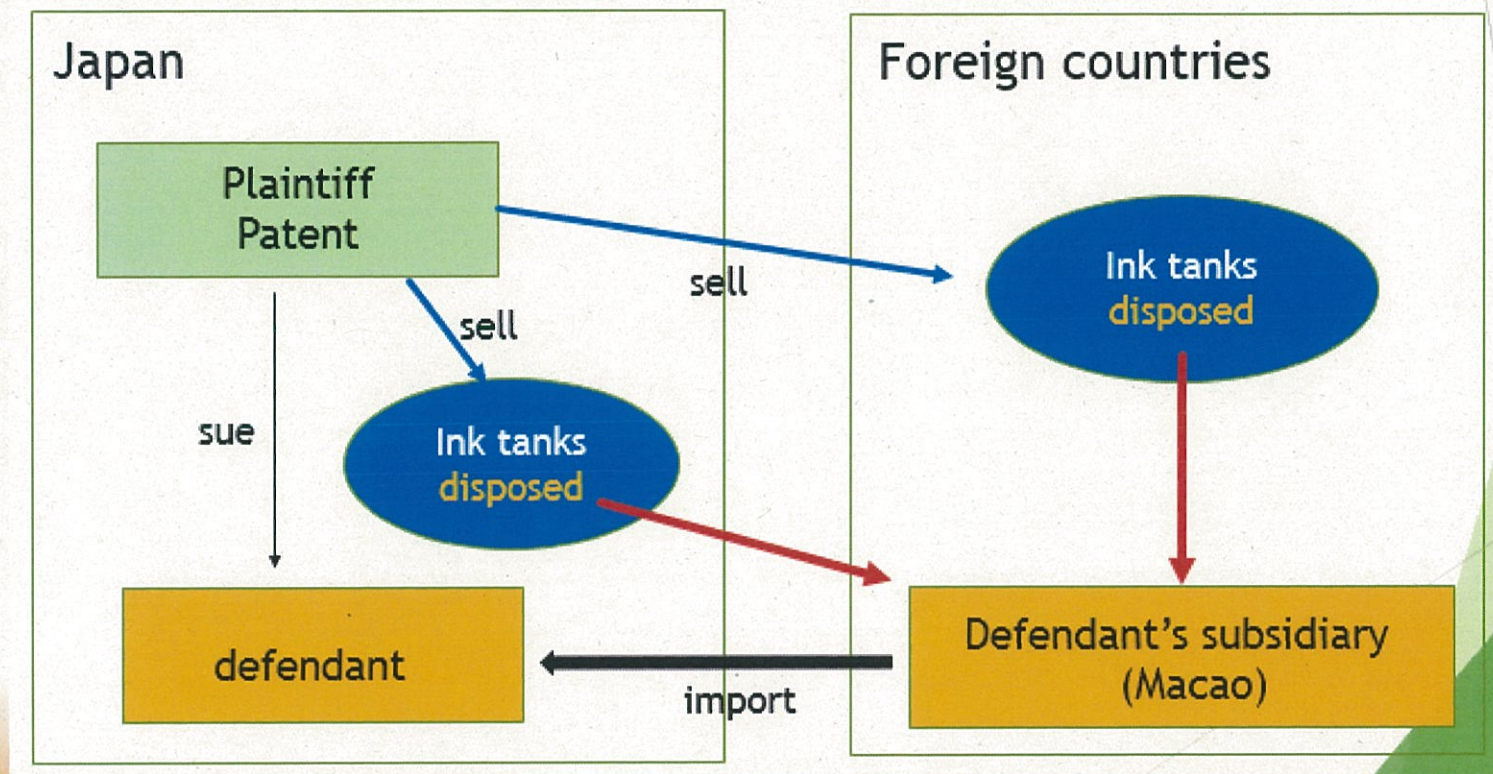 Japan
Foreign countries
Plaintiff
Patent
sell
Ink tanks
disposed
sell
sue
Ink tanks
disposed
defendant
import
Defendant's subsidiary
(Macao)